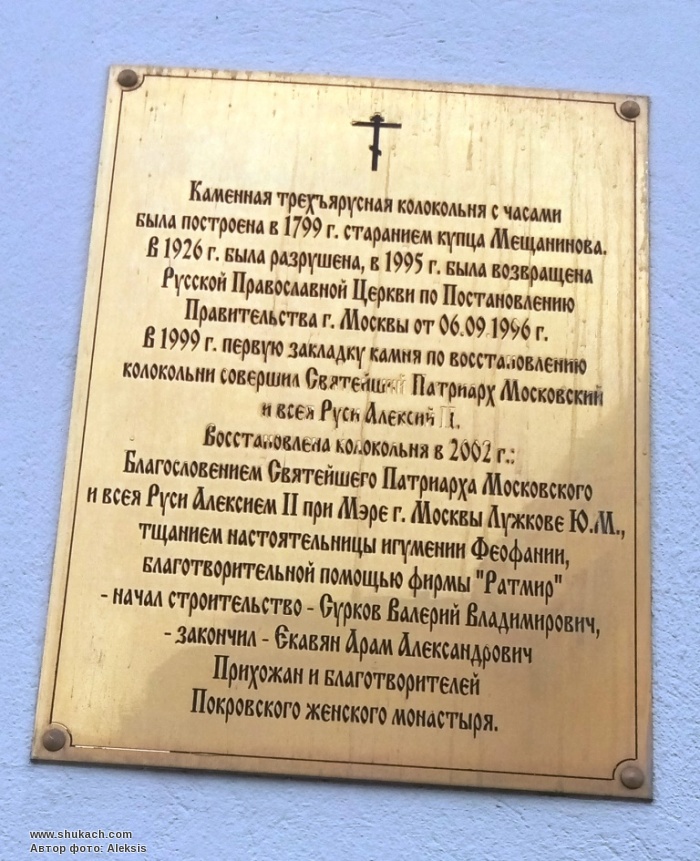 Каменная трехъярусная колокольня с часами
была построена в 1799 г. старанием купца Мещанинова.
В 1926 г. была разрушена, в 1995 г. была возвращена
Русской Православной Церкви по Постановлению
Правительства г. Москвы от 06.09.1996 г.
В 1999 г. первую закладку камня по восстановлению
колокольни совершил Святейший Патриарх Московский
и всея Руси Алексий II.
Восстановлена колокольня в 2002 г.:
Благословением Святейшего Патриарха Московского
и всея Руси Алексием II при Мэре г. Москвы Лужкове Ю.М.,
тщанием настоятельницы игумении Феофании,
благотворительной помощью фирмы "Ратмир"
- начал строительство - Сурков Валерий Владимирович,
- закончил - Екавян Арам Александрович
Прихожан и благотворителей
Покровского женского монастыря.
www.shukach.com
Автор фото: Aleksis